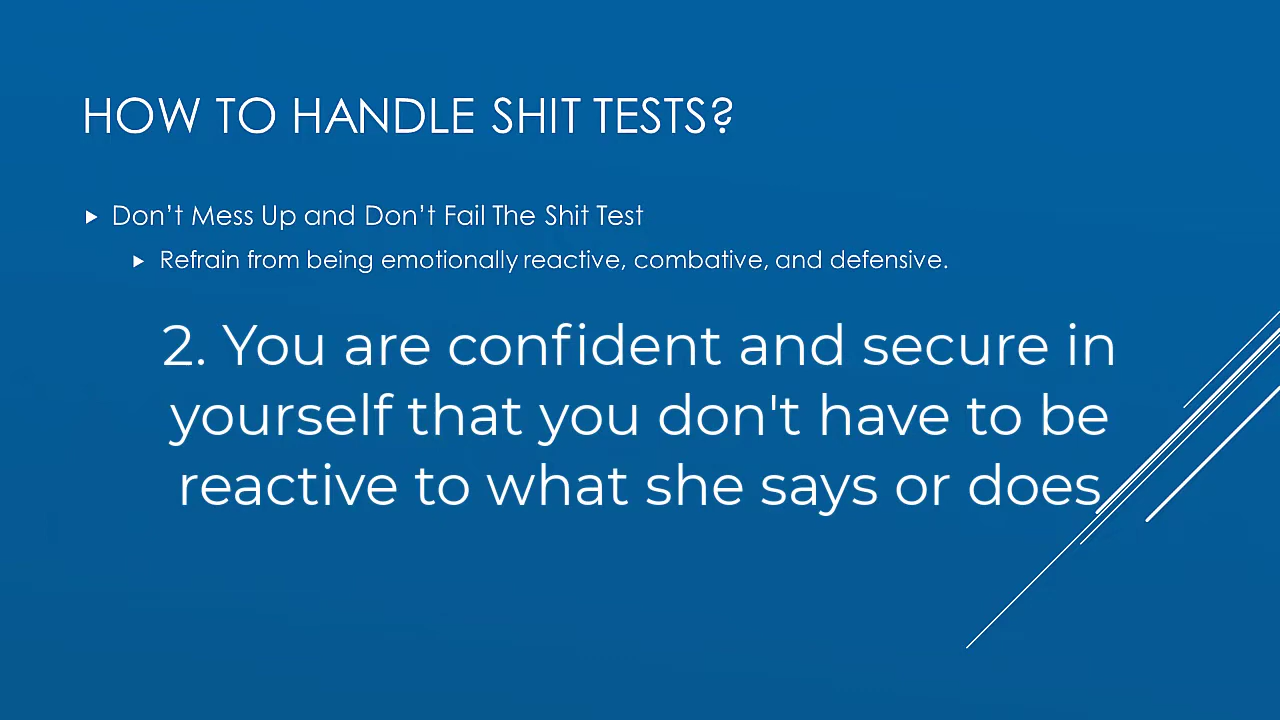 HOW TO HANDLE SHIT TESTS?
Don’t Mess Up and Don’t Fail The Shit Test
Refrain from being emotionally reactive, combative, and defensive.
2. You are confident and secure in
yourself that you don't have to be
reactive to what she says or does